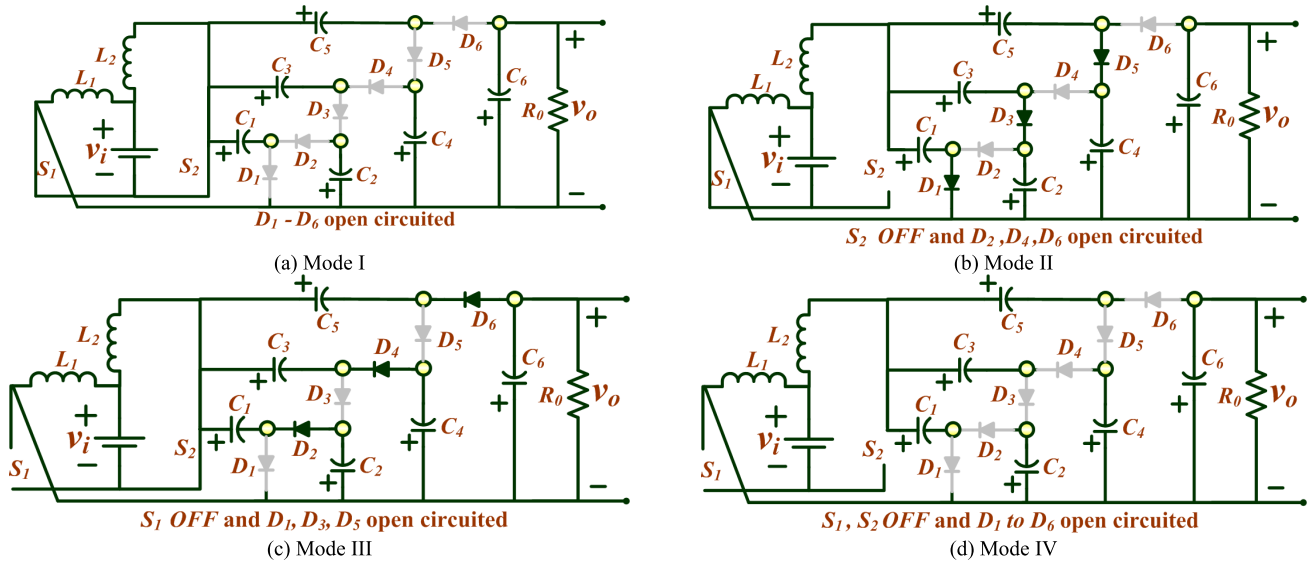 L2
L1
+
vi
−
S1
S2
+
C5
D6
D5
C3
+
D4
D3
C1
+
D2
D1
C2
+
C4
+
C6
+
R0
+
vo
−
D1 - D6 open circuited
(a) Mode I
L2
L1
+
vi
−
S1
S2
+
C5
D6
D5
C3
+
D4
D3
C1
+
D2
D1
C2
+
C4
+
C6
+
R0
+
vo
−
S2 OFF and D2 ,D4, D6 open circuited
(b) Mode II
L2
L1
+
vi
−
S1
S2
+
C5
D6
D5
C3
+
D4
D3
C1
+
D2
D1
C2
+
C4
+
C6
+
R0
+
vo
−
S1 OFF and D1, D3, D5 open circuited
(c) Mode III
L2
L1
+
vi
−
S1
S2
+
C5
D6
D5
C3
+
D4
D3
C1
+
D2
D1
C2
+
C4
+
C6
+
R0
+
vo
−
S1 , S2 OFF and D1 to D6 open circuited
(d) Mode IV